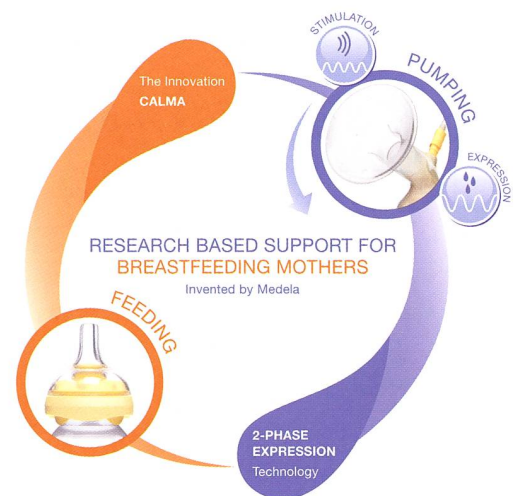 STIMULATION
PUMPING
EXPRESSION
The Innovation
CALMA
RESEARCH BASED SUPPORT FOR
BREASTFEEDING MOTHERS
Invented by Medela
FEEDING
2-PHASE
EXPRESSION
Technology